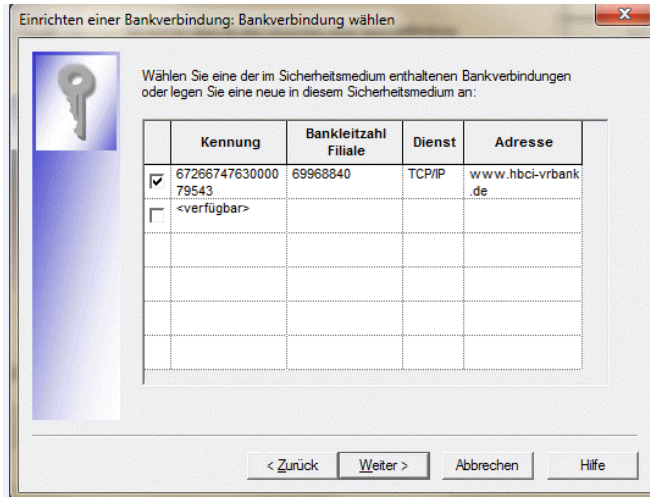 Einrichten einer Bankverbindung: Bankverbindung wählen
Wählen Sie eine der im Sicherheitsmedium enthaltenen Bankverbindungen
oder legen Sie eine neue in diesem Sicherheitsmedium an:
Kennung Bankleitzahl Filiale Dienst Adresse
67266747630000 69968840 TCP/IP www.hbci-vrbank
79543 .de
<verfügbar>
< Zurück Weiter > Abbrechen Hilfe